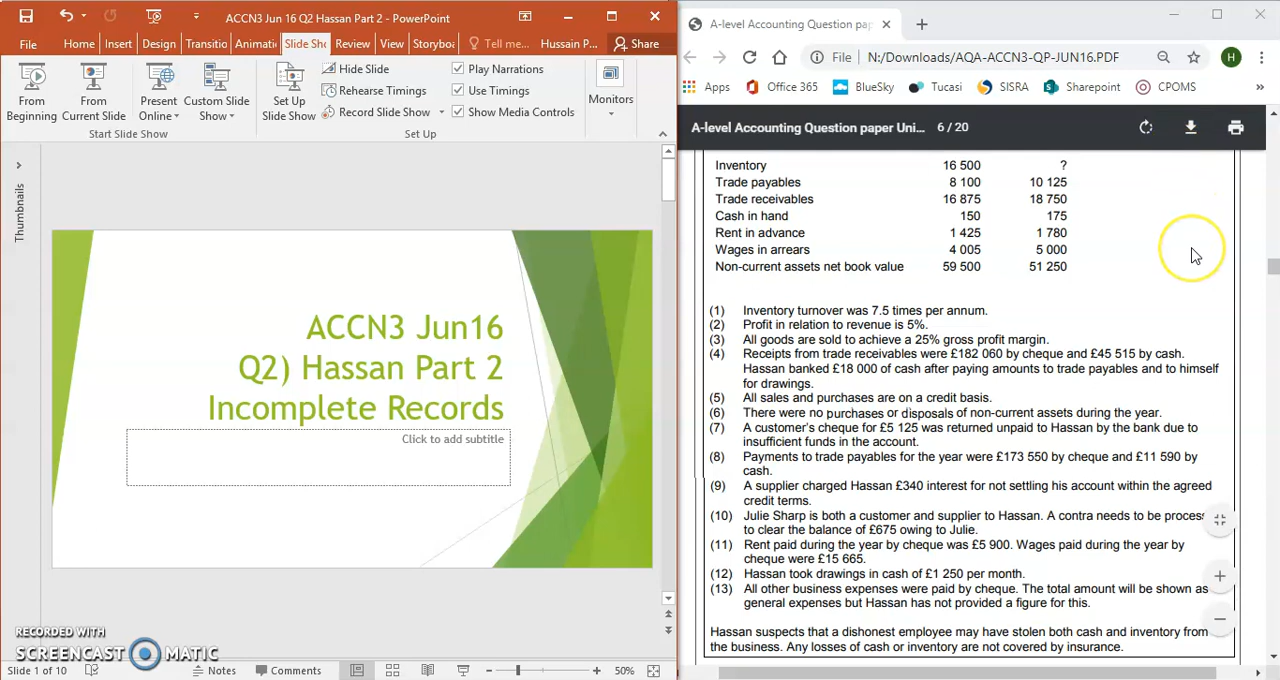 ACCN3 Jun 16 Q2 Hassan Part 2 - PowerPoint
File Home Insert Design Transitio Animati Slide Sho Review View Storybo Tell me... Hussain P... Share
From Beginning
From Current Slide
Present Online
Custom Slide Show
Start Slide Show
Set Up Slide Show
Hide Slide
Rehearse Timings
Record Slide Show
Play Narrations
Use Timings
Show Media Controls
Set Up
Monitors
Thumbnails
ACCN3 Jun16
Q2) Hassan Part 2
Incomplete Records
Click to add subtitle
RECORDED WITH
SCREENCAST MATIC
Slide 1 of 10 Notes Comments 50%
A-level Accounting Question pape
File N:/Downloads/AQA-ACCN3-QP-JUN16.PDF H
Apps Office 365 BlueSky Tucasi SISRA Sharepoint CPOMS »
A-level Accounting Question paper Uni... 6 / 20
Inventory 16 500 ?
Trade payables 8 100 10 125
Trade receivables 16 875 18 750
Cash in hand 150 175
Rent in advance 1 425 1 780
Wages in arrears 4 005 5 000
Non-current assets net book value 59 500 51 250
(1) Inventory turnover was 7.5 times per annum.
(2) Profit in relation to revenue is 5%.
(3) All goods are sold to achieve a 25% gross profit margin.
(4) Receipts from trade receivables were £182 060 by cheque and £45 515 by cash.
Hassan banked £18 000 of cash after paying amounts to trade payables and to himself
for drawings.
(5) All sales and purchases are on a credit basis.
(6) There were no purchases or disposals of non-current assets during the year.
(7) A customer's cheque for £5 125 was returned unpaid to Hassan by the bank due to
insufficient funds in the account.
(8) Payments to trade payables for the year were £173 550 by cheque and £11 590 by
cash.
(9) A supplier charged Hassan £340 interest for not settling his account within the agreed
credit terms.
(10) Julie Sharp is both a customer and supplier to Hassan. A contra needs to be process
to clear the balance of £675 owing to Julie.
(11) Rent paid during the year by cheque was £5 900. Wages paid during the year by
cheque were £15 665.
(12) Hassan took drawings in cash of £1 250 per month.
(13) All other business expenses were paid by cheque. The total amount will be shown as
general expenses but Hassan has not provided a figure for this.
Hassan suspects that a dishonest employee may have stolen both cash and inventory from
the business. Any losses of cash or inventory are not covered by insurance.